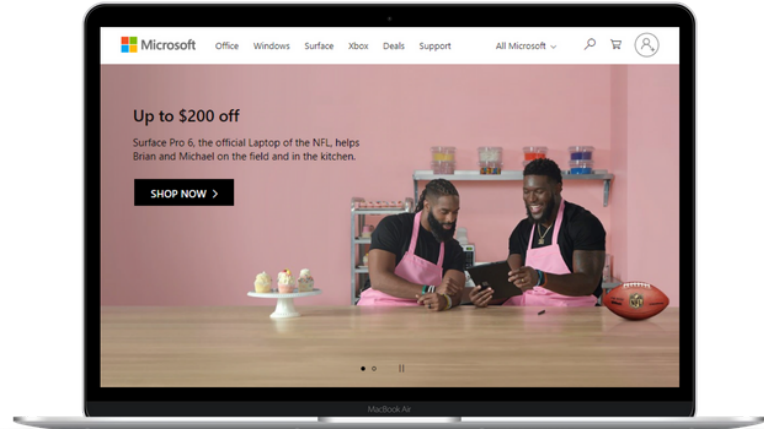 Microsoft Office Windows Surface Xbox Deals Support All Microsoft
Up to $200 off
Surface Pro 6, the official Laptop of the NFL, helps
Brian and Michael on the field and in the kitchen.
SHOP NOW
NFL
MacBook Air